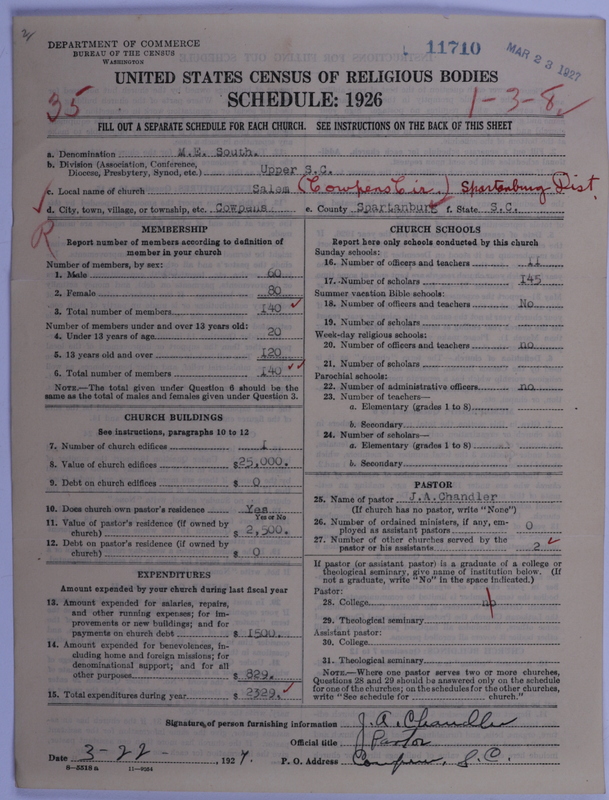 DEPARTMENT OF COMMERCE
BUREAU OF THE CENSUS
WASHINGTON
11710
MAR 23 1927
UNITED STATES CENSUS OF RELIGIOUS BODIES
SCHEDULE: 1926
35
1-3-8
FILL OUT A SEPARATE SCHEDULE FOR EACH CHURCH. SEE INSTRUCTIONS ON THE BACK OF THIS SHEET
a. Denomination M.E. South.
b. Division (Association, Conference, Diocese, Presbytery, Synod, etc.) Upper S.C.
c. Local name of church Salem (Cowpens Cir.) Spartanburg Dist.
d. City, town, village, or township, etc. Cowpens e. County Spartanburg f. State S.C.
R
MEMBERSHIP
Report number of members according to definition of member in your church
Number of members by sex:
1. Male 60
2. Female 80
3. Total number of members 140
Number of members under and over 13 years old:
4. Under 13 years of age 20
5. 13 years old and over 120
6. Total number of members 140
NOTE.—The total given under Question 6 should be the same as the total of males and females given under Question 3.
CHURCH BUILDINGS
See instructions, paragraphs 10 to 12
7. Number of church edifices 1
8. Value of church edifices $25,000.
9. Debt on church edifices $ 0
10. Does church own pastor's residence Yes
Yes or No
11. Value of pastor's residence (if owned by church) $ 2,500.
12. Debt on pastor's residence (if owned by church) $ 0
EXPENDITURES
Amount expended by your church during last fiscal year
13. Amount expended for salaries, repairs, and other running expenses; for improvements or new buildings; and for payments on church debt $ 1500.
14. Amount expended for benevolences, including home and foreign missions; for denominational support; and for all other purposes $ 829.
15. Total expenditures during year $ 2329.
CHURCH SCHOOLS
Report here only schools conducted by this church
Sunday schools:
16. Number of officers and teachers 11
17. Number of scholars 145
Summer vacation Bible schools:
18. Number of officers and teachers No
19. Number of scholars
Week-day religious schools:
20. Number of officers and teachers no
21. Number of scholars
Parochial schools:
22. Number of administrative officers no
23. Number of teachers—
a. Elementary (grades 1 to 8)
b. Secondary
24. Number of scholars—
a. Elementary (grades 1 to 8)
b. Secondary
PASTOR
25. Name of pastor J.A.Chandler
(If church has no pastor, write "None")
26. Number of ordained ministers, if any, employed as assistant pastors 0
27. Number of other churches served by the pastor or his assistants 2
If pastor (or assistant pastor) is a graduate of a college or theological seminary, give name of institution below. (If not a graduate, write "No" in the space indicated.)
Pastor:
28. College no
29. Theological seminary
Assistant pastor:
30. College
31. Theological seminary
NOTE.—Where one pastor serves two or more churches, Questions 28 and 29 should be answered only on the schedule for one of the churches; on the schedules for the other churches, write "See schedule for church."
Signature of person furnishing information J. A. Chandler
Official title Pastor
Date 3-22-, 1927. P. O. Address Cowpens, S.C.
8-5518 a 11-9084